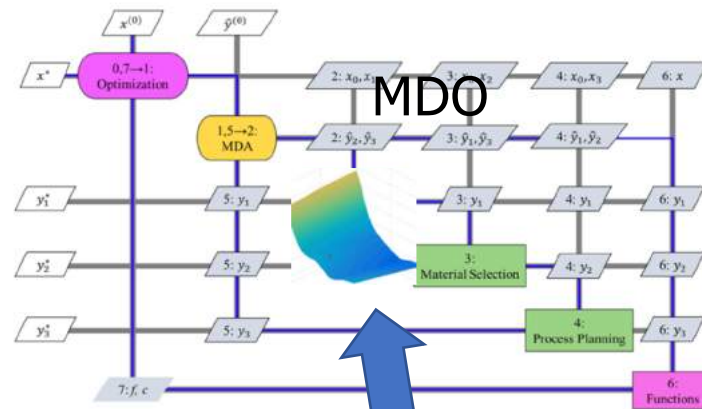 x⁽⁰⁾
ŷ⁽⁰⁾
x*
0,7→1:
Optimization
2: x₀, x₁
3: x₀, x₂
4: x₀, x₃
6: x
MDO
1,5→2:
MDA
2: ŷ₂, ŷ₃
3: ŷ₁, ŷ₃
4: ŷ₁, ŷ₂
y₁*
5: y₁
3: y₁
4: y₁
6: y₁
y₂*
5: y₂
3:
Material Selection
4: y₂
6: y₂
y₃*
5: y₃
4:
Process Planning
6: y₃
7: f, c
6:
Functions